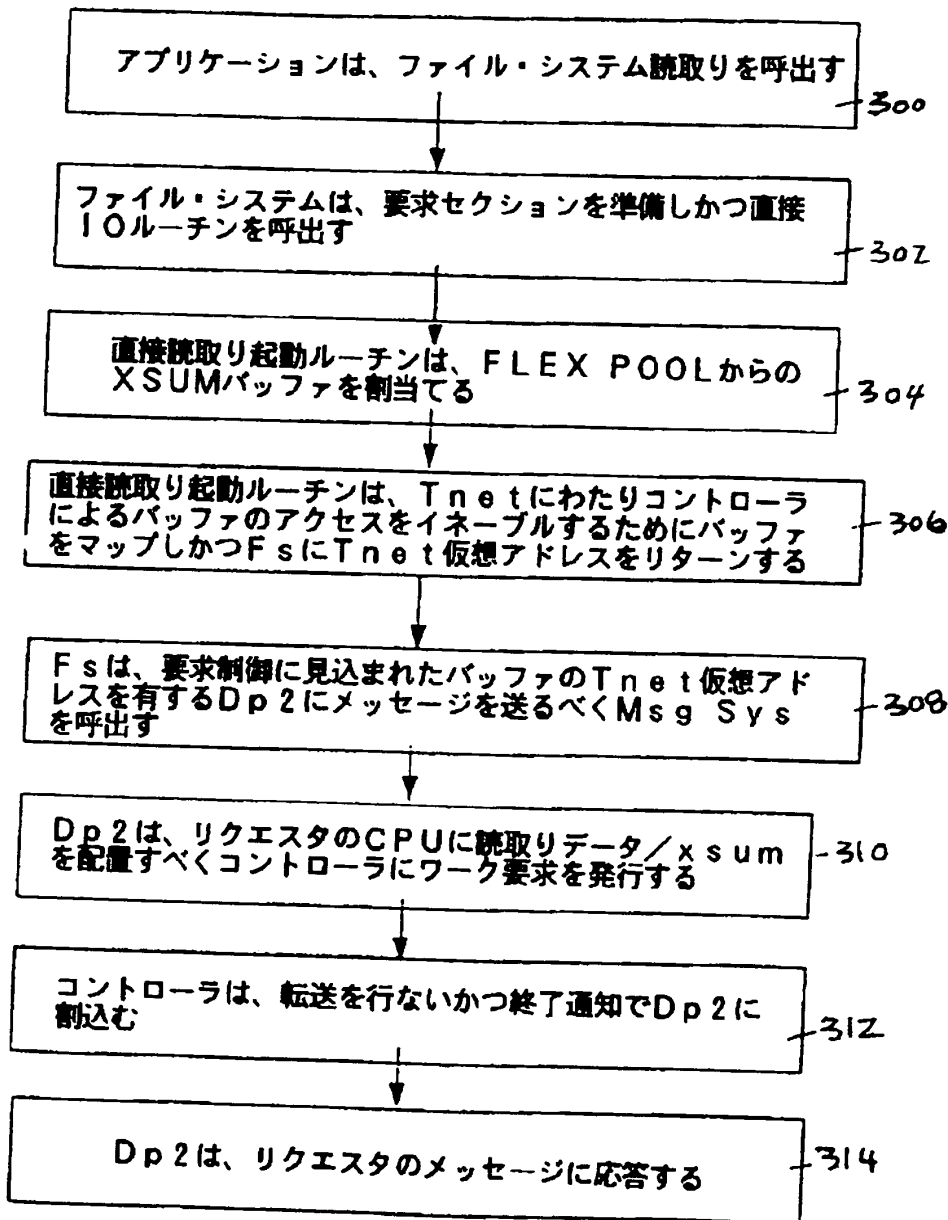 アプリケーションは、ファイル・システム読取りを呼出す
300
ファイル・システムは、要求セクションを準備しかつ直接
IOルーチンを呼出す
302
直接読取り起動ルーチンは、FLEX POOLからの
XSUMバッファを割当てる
304
直接読取り起動ルーチンは、Tnetにわたりコントローラ
によるバッファのアクセスをイネーブルするためにバッファ
をマップしかつFsにTnet仮想アドレスをリターンする
306
Fsは、要求制御に見込まれたバッファのTnet仮想アド
レスを有するDp2にメッセージを送るべくMsg Sys
を呼出す
308
Dp2は、リクエスタのCPUに読取りデータ/xsum
を配置すべくコントローラにワーク要求を発行する
310
コントローラは、転送を行ないかつ終了通知でDp2に
割込む
312
Dp2は、リクエスタのメッセージに応答する
314